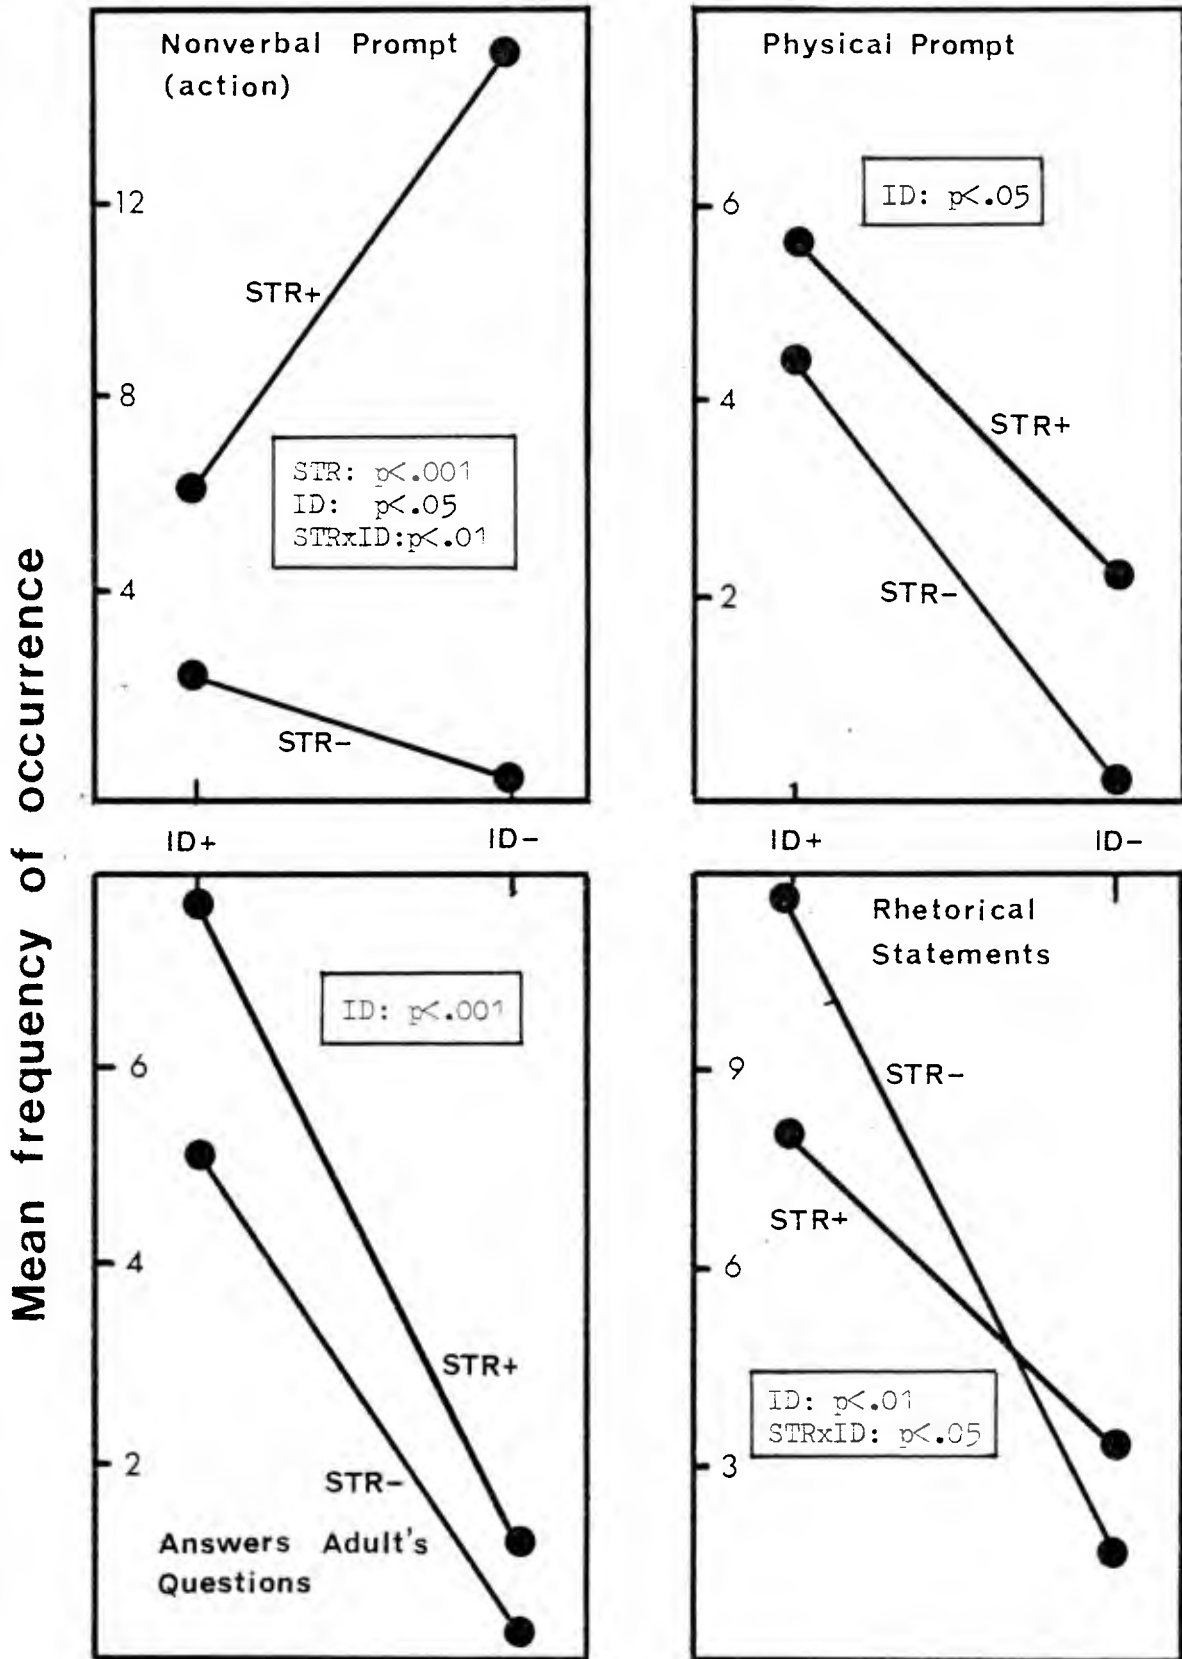 Mean frequency of occurrence
Nonverbal Prompt
(action)
12
8
4
STR+
STR: p<.001
ID: p<.05
STRxID:p<.01
STR-
ID+
ID-
Physical Prompt
ID: p<.05
6
4
2
STR+
STR-
ID+
ID-
ID: p<.001
6
4
2
STR+
STR-
Answers Adult's
Questions
Rhetorical
Statements
9
6
3
STR-
STR+
ID: p<.01
STRxID: p<.05